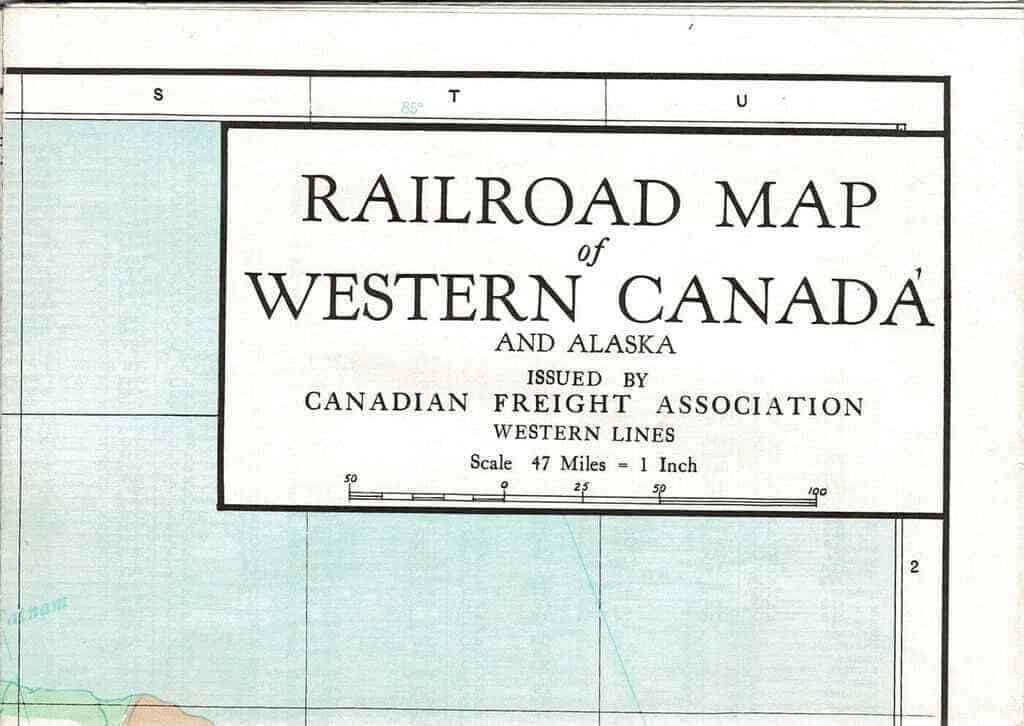 S T U
85°
RAILROAD MAP
of
WESTERN CANADA
AND ALASKA
ISSUED BY
CANADIAN FREIGHT ASSOCIATION
WESTERN LINES
Scale 47 Miles = 1 Inch
50 0 25 50 100
2